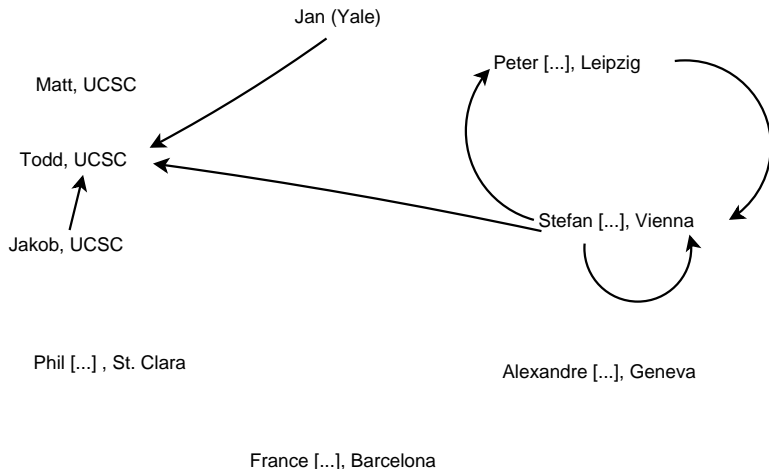 Jan (Yale)
Peter [...], Leipzig
Matt, UCSC
Todd, UCSC
Stefan [...], Vienna
Jakob, UCSC
Phil [...] , St. Clara
Alexandre [...], Geneva
France [...], Barcelona